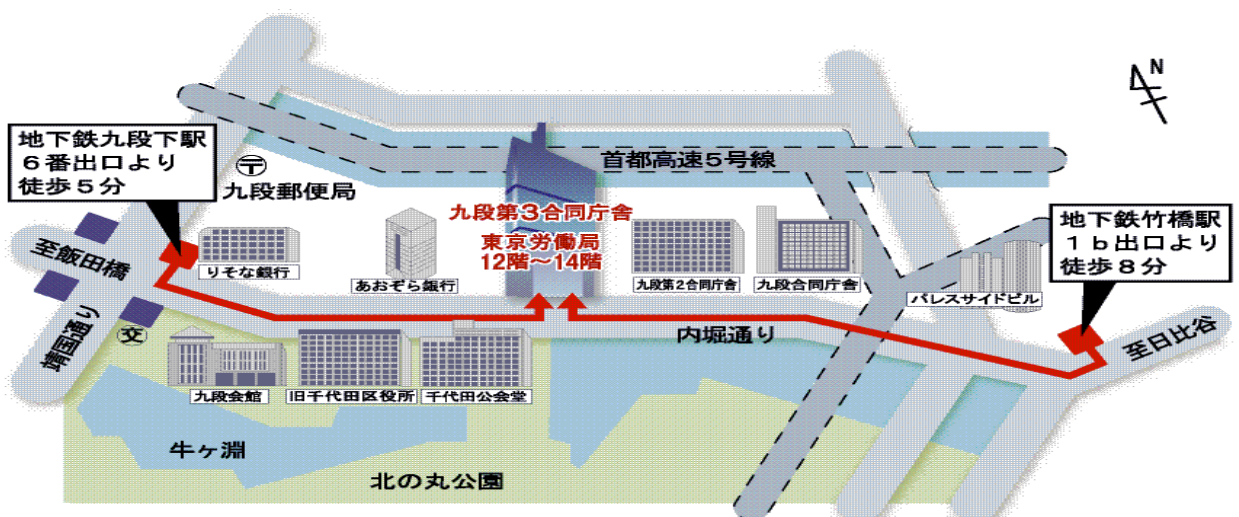 N
地下鉄九段下駅
6番出口より
徒歩5分
〒
九段郵便局
首都高速5号線
九段第3合同庁舎
東京労働局
12階〜14階
地下鉄竹橋駅
1b出口より
徒歩8分
至飯田橋
りそな銀行
あおぞら銀行
九段第2合同庁舎
九段合同庁舎
パレスサイドビル
靖国通り
交
内堀通り
至日比谷
九段会館
旧千代田区役所
千代田公会堂
牛ヶ淵
北の丸公園